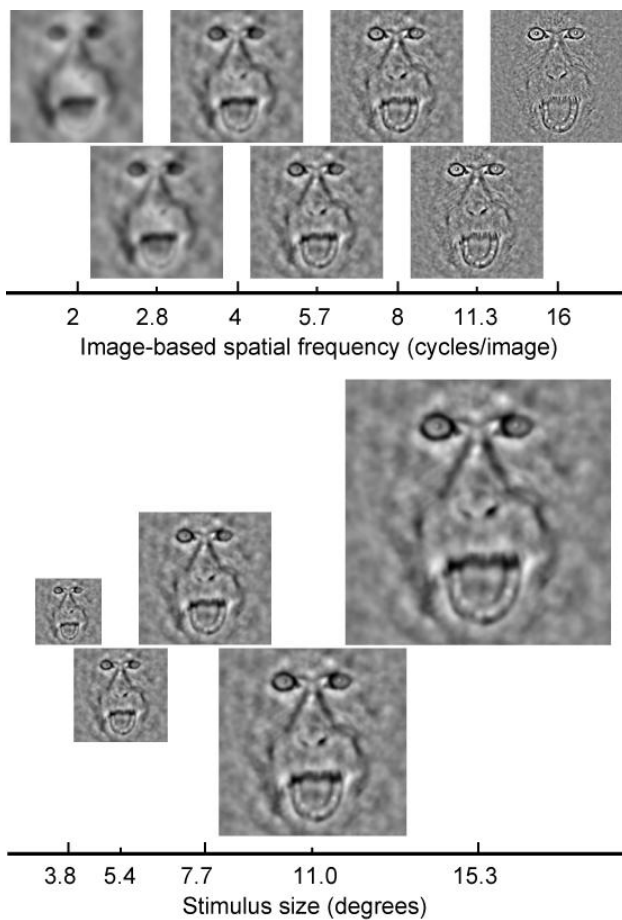 2 2.8 4 5.7 8 11.3 16
Image-based spatial frequency (cycles/image)
3.8 5.4 7.7 11.0 15.3
Stimulus size (degrees)